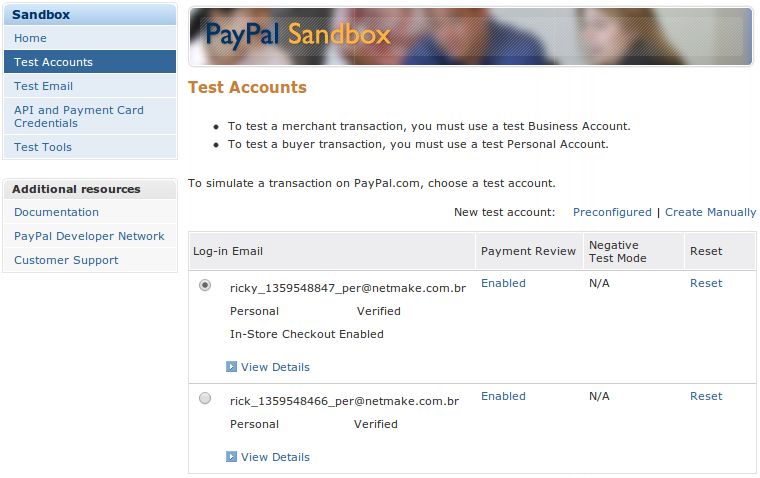 Sandbox
Home
Test Accounts
Test Email
API and Payment Card
Credentials
Test Tools
Additional resources
Documentation
PayPal Developer Network
Customer Support
PayPal Sandbox
Test Accounts
To test a merchant transaction, you must use a test Business Account.
To test a buyer transaction, you must use a test Personal Account.
To simulate a transaction on PayPal.com, choose a test account.
New test account: Preconfigured | Create Manually
Log-in Email Payment Review Negative Test Mode Reset
ricky_1359548847_per@netmake.com.br Enabled N/A Reset
Personal Verified
In-Store Checkout Enabled
View Details
rick_1359548466_per@netmake.com.br Enabled N/A Reset
Personal Verified
View Details